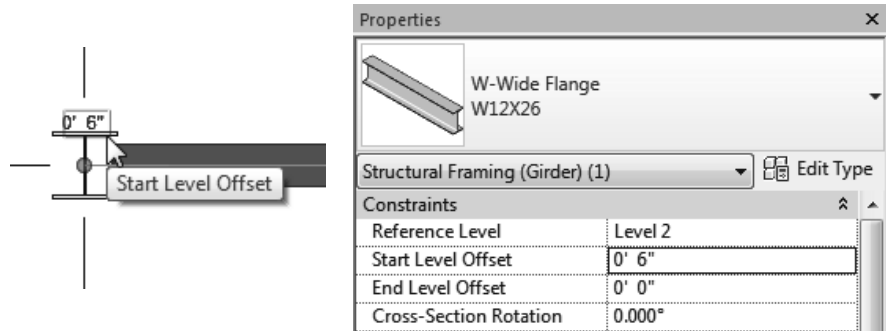 0' 6"
Start Level Offset
Properties
W-Wide Flange
W12X26
Structural Framing (Girder) (1)
Edit Type
Constraints
Reference Level Level 2
Start Level Offset 0' 6"
End Level Offset 0' 0"
Cross-Section Rotation 0.000°